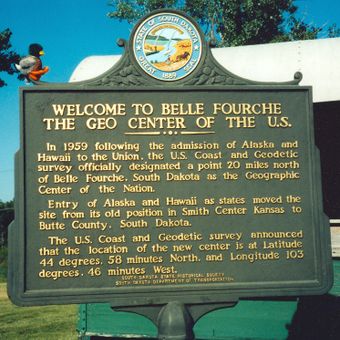 STATE OF SOUTH DAKOTA
GREAT SEAL
1889
WELCOME TO BELLE FOURCHE
THE GEO CENTER OF THE U.S.
In 1959 following the admission of Alaska and
Hawaii to the Union, the U.S. Coast and Geodetic
survey officially designated a point 20 miles north
of Belle Fourche, South Dakota as the Geographic
Center of the Nation.
Entry of Alaska and Hawaii as states moved the
site from its old position in Smith Center Kansas to
Butte County, South Dakota.
The U.S. Coast and Geodetic survey announced
that the location of the new center is at Latitude
44 degrees, 58 minutes North, and Longitude 103
degrees, 46 minutes West.
SOUTH DAKOTA STATE HISTORICAL SOCIETY
SOUTH DAKOTA DEPARTMENT OF TRANSPORTATION